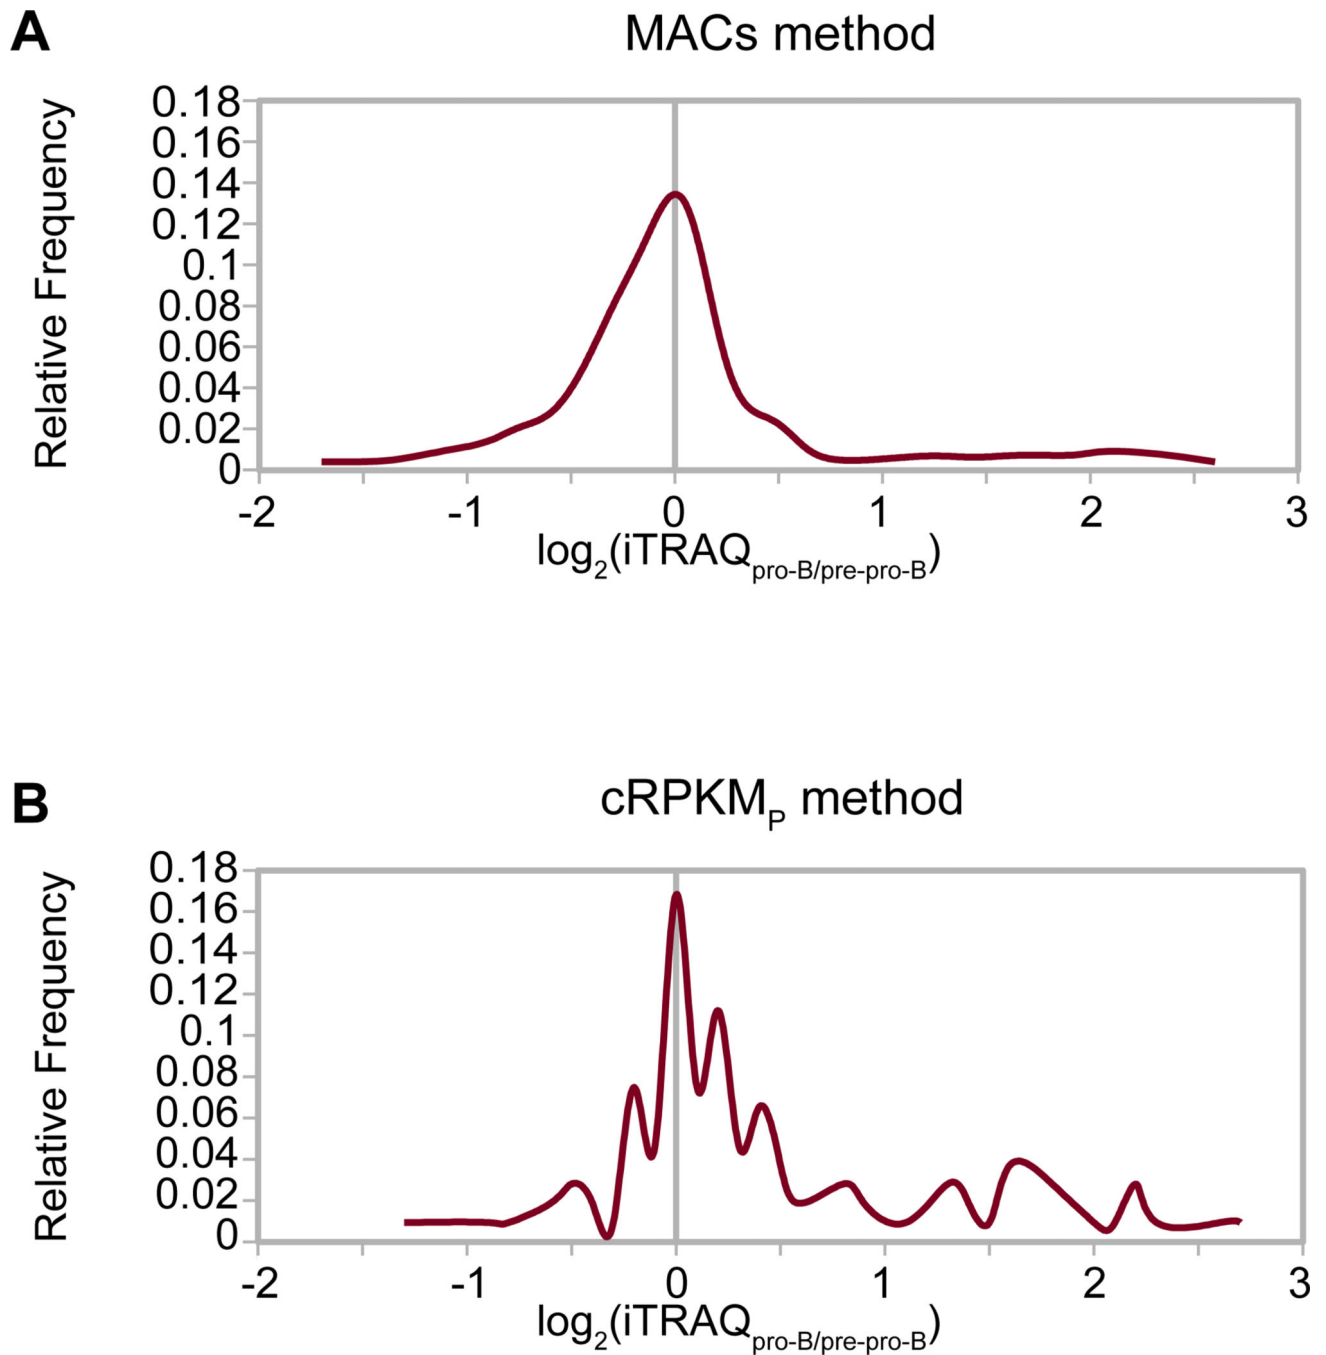 A
MACs method
Relative Frequency
0.18
0.16
0.14
0.12
0.1
0.08
0.06
0.04
0.02
0
-2 -1 0 1 2 3
log2(iTRAQpro-B/pre-pro-B)
B
cRPKMP method
Relative Frequency
0.18
0.16
0.14
0.12
0.1
0.08
0.06
0.04
0.02
0
-2 -1 0 1 2 3
log2(iTRAQpro-B/pre-pro-B)